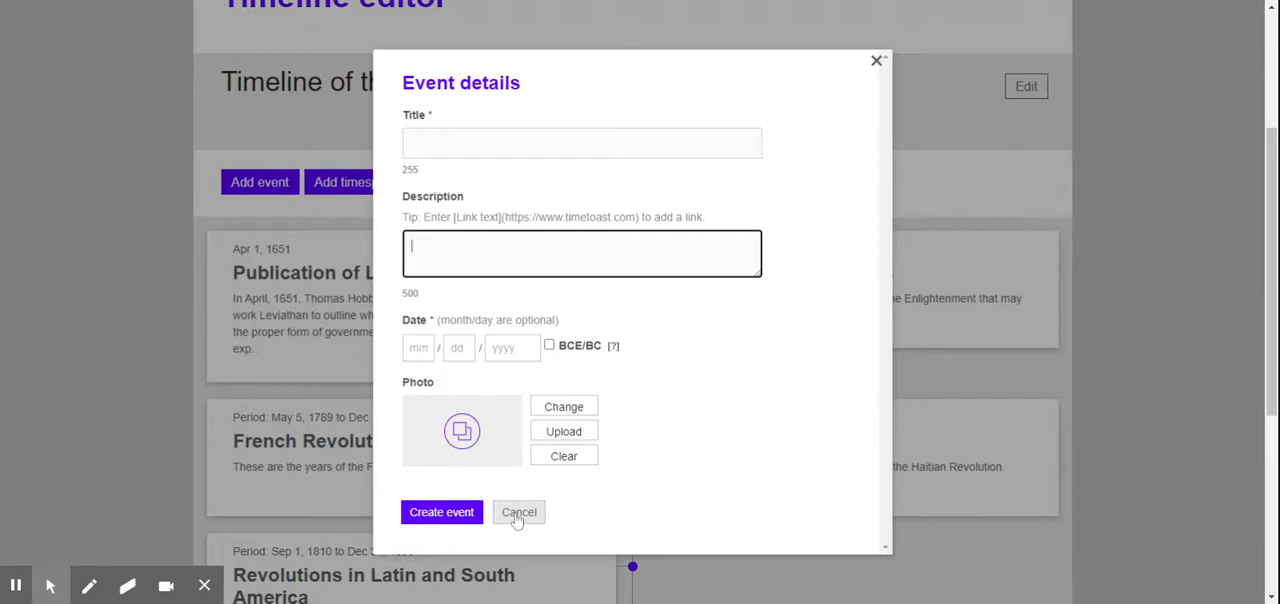 Timeline editor
Timeline of th
Edit
Add event
Add times
Apr 1, 1651
Publication of L
In April, 1651, Thomas Hobb
work Leviathan to outline wh
the proper form of governme
exp...
e Enlightenment that may
Period: May 5, 1789 to Dec
French Revolut
These are the years of the F
the Haitian Revolution
Period: Sep 1, 1810 to Dec 31,
Revolutions in Latin and South
America
Event details
Title *
255
Description
Tip: Enter [Link text](https://www.timetoast.com) to add a link.
500
Date * (month/day are optional)
mm / dd / yyyy BCE/BC [?]
Photo
Change
Upload
Clear
Create event
Cancel